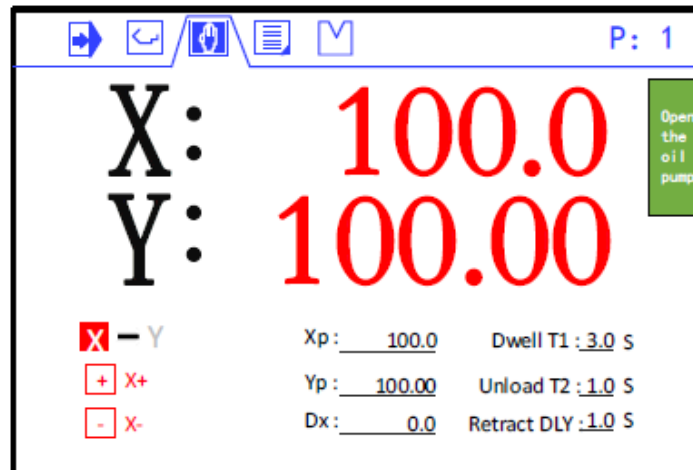 P: 1
X: 100.0
Y: 100.00
Open
the
oil
pump
X – Y
+ X+
- X-
Xp: 100.0
Yp: 100.00
Dx: 0.0
Dwell T1: 3.0 S
Unload T2: 1.0 S
Retract DLY: 1.0 S